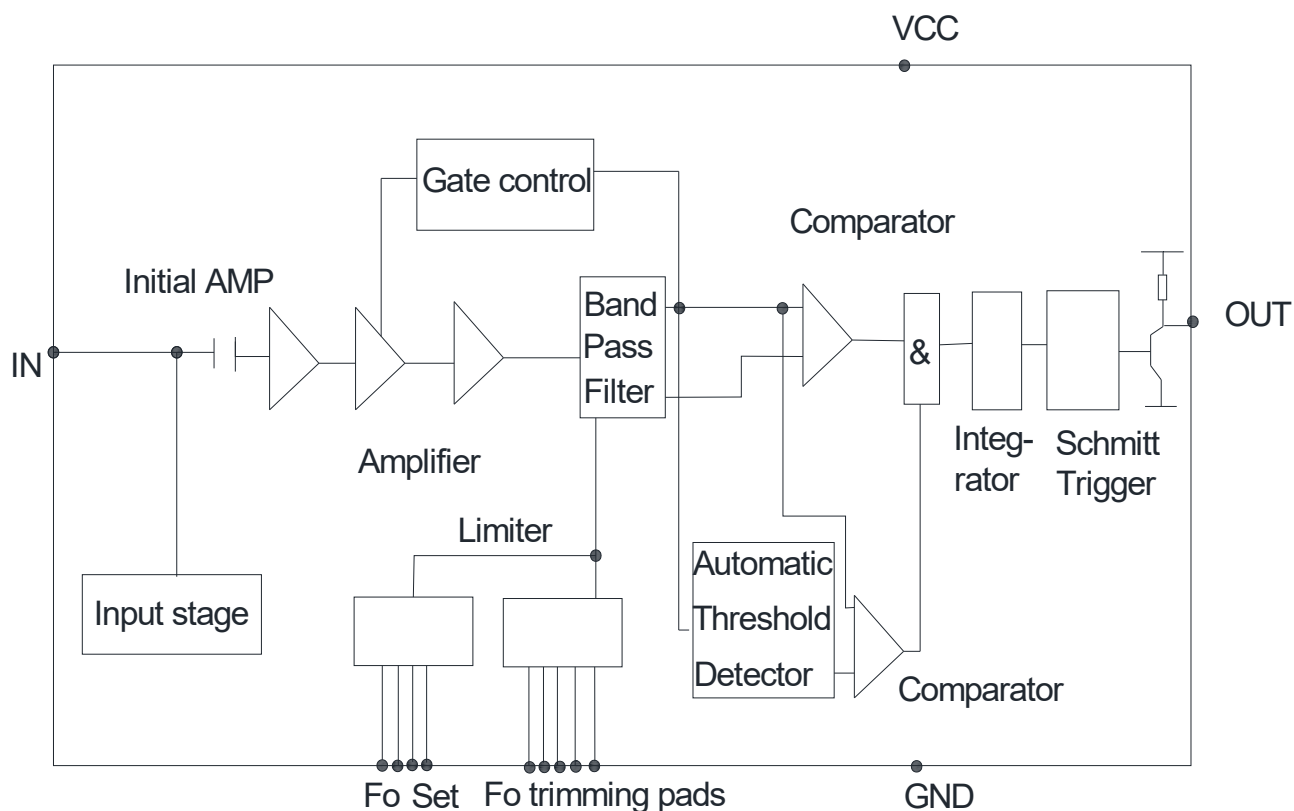 VCC
Gate control
Comparator
Initial AMP
Band
Pass
Filter
OUT
IN
&
Amplifier
Integ-
rator
Schmitt
Trigger
Limiter
Automatic
Threshold
Detector
Input stage
Comparator
Fo Set
Fo trimming pads
GND